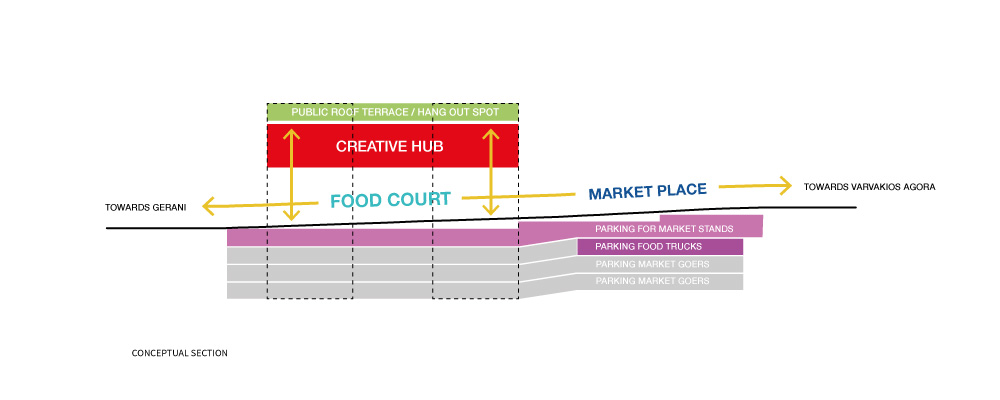 PUBLIC ROOF TERRACE / HANG OUT SPOT
CREATIVE HUB
FOOD COURT
MARKET PLACE
TOWARDS VARVAKIOS AGORA
TOWARDS GERANI
PARKING FOR MARKET STANDS
PARKING FOOD TRUCKS
PARKING MARKET GOERS
PARKING MARKET GOERS
CONCEPTUAL SECTION